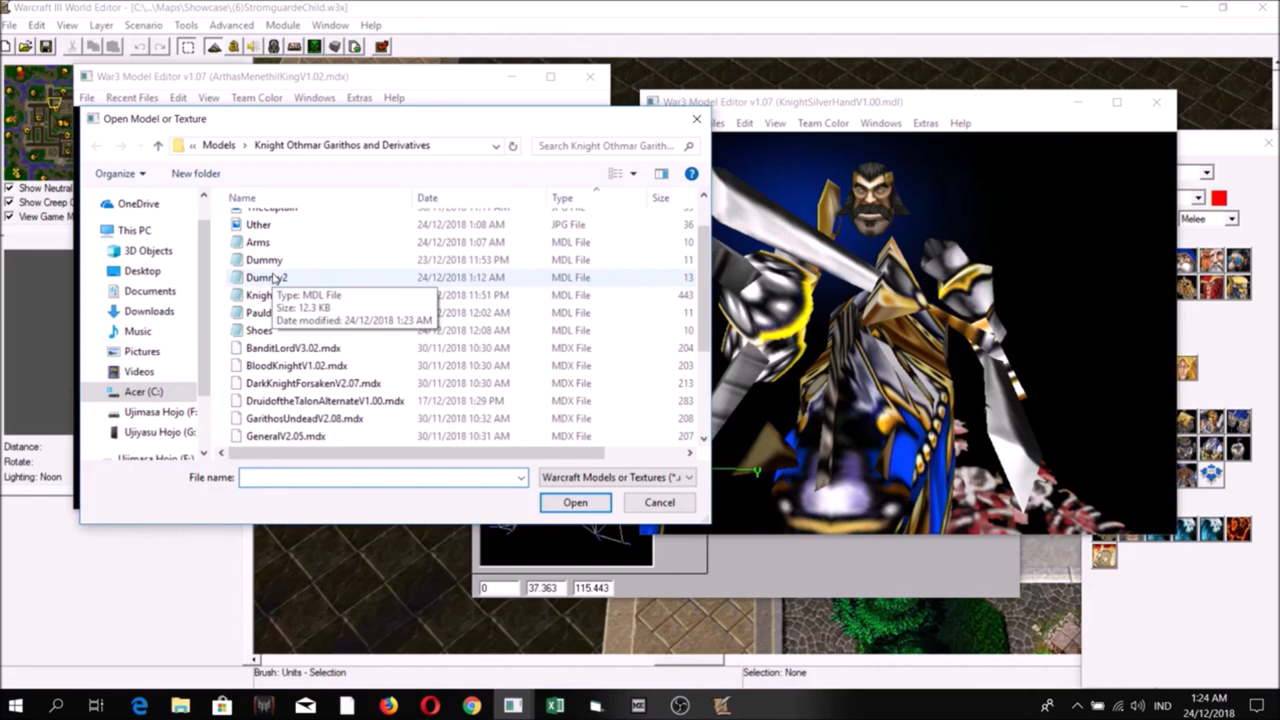 Warcraft III World Editor - [C:\...\Maps\Showcase\(6)StromguardeChild.w3x]
File Edit View Layer Scenario Tools Advanced Module Window Help
War3 Model Editor v1.07 (ArthasMenethilKingV1.02.mdx)
File Recent Files Edit View Team Color Windows Extras Help
War3 Model Editor v1.07 (KnightSilverHandV1.00.mdl)
Edit View Team Color Windows Extras Help
Open Model or Texture
« Models > Knight Othmar Garithos and Derivatives
Search Knight Othmar Garith...
Organize New folder
Name Date Type Size
Uther 24/12/2018 1:08 AM JPG File 36
Arms 24/12/2018 1:07 AM MDL File 10
Dummy 23/12/2018 11:53 PM MDL File 11
Dummy2 24/12/2018 1:12 AM MDL File 13
Knigh 11:51 PM MDL File 443
Pauld 12:02 AM MDL File 11
Shoes 12:08 AM MDL File 10
Type: MDL File
Size: 12.3 KB
Date modified: 24/12/2018 1:23 AM
BanditLordV3.02.mdx 30/11/2018 10:30 AM MDX File 204
BloodKnightV1.02.mdx 30/11/2018 10:30 AM MDX File 203
DarkKnightForsakenV2.07.mdx 30/11/2018 10:30 AM MDX File 213
DruidoftheTalonAlternateV1.00.mdx 17/12/2018 1:29 PM MDX File 283
GarithosUndeadV2.08.mdx 30/11/2018 10:32 AM MDX File 208
GeneralV2.05.mdx 30/11/2018 10:31 AM MDX File 207
OneDrive
This PC
3D Objects
Desktop
Documents
Downloads
Music
Pictures
Videos
Acer (C:)
Ujimasa Hojo (F:
Ujiyasu Hojo (G:
File name:
Warcraft Models or Textures (*.
Open Cancel
Show Neutral
Show Creep C
View Game M
Melee
Distance:
Rotate:
Lighting: Noon
Y
0 37.363 115.443
Brush: Units - Selection
Selection: None
IND
1:24 AM
24/12/2018